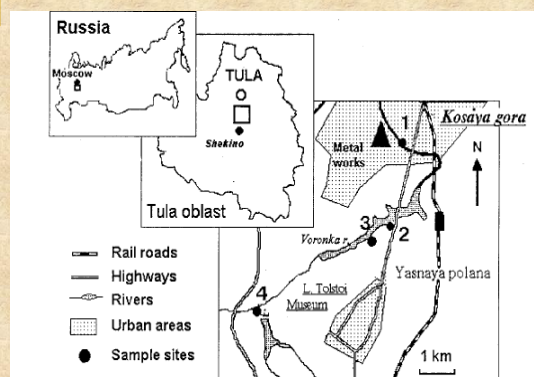 Russia
Moscow
TULA
Shekino
Tula oblast
Kosaya gora
1
Metal
works
N
3
2
Voronka r.
Yasnaya polana
L. Tolstoi
Museum
4
Rail roads
Highways
Rivers
Urban areas
Sample sites
1 km